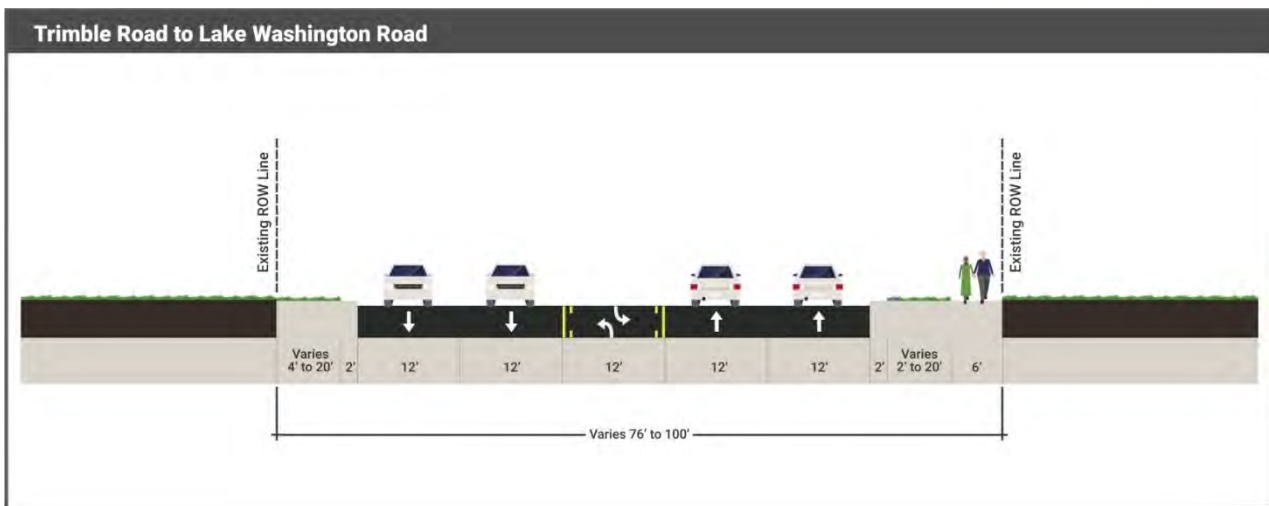 Trimble Road to Lake Washington Road
Existing ROW Line
Existing ROW Line
Varies
4' to 20'
2'
12'
12'
12'
12'
12'
2'
Varies
2' to 20'
6'
Varies 76' to 100'